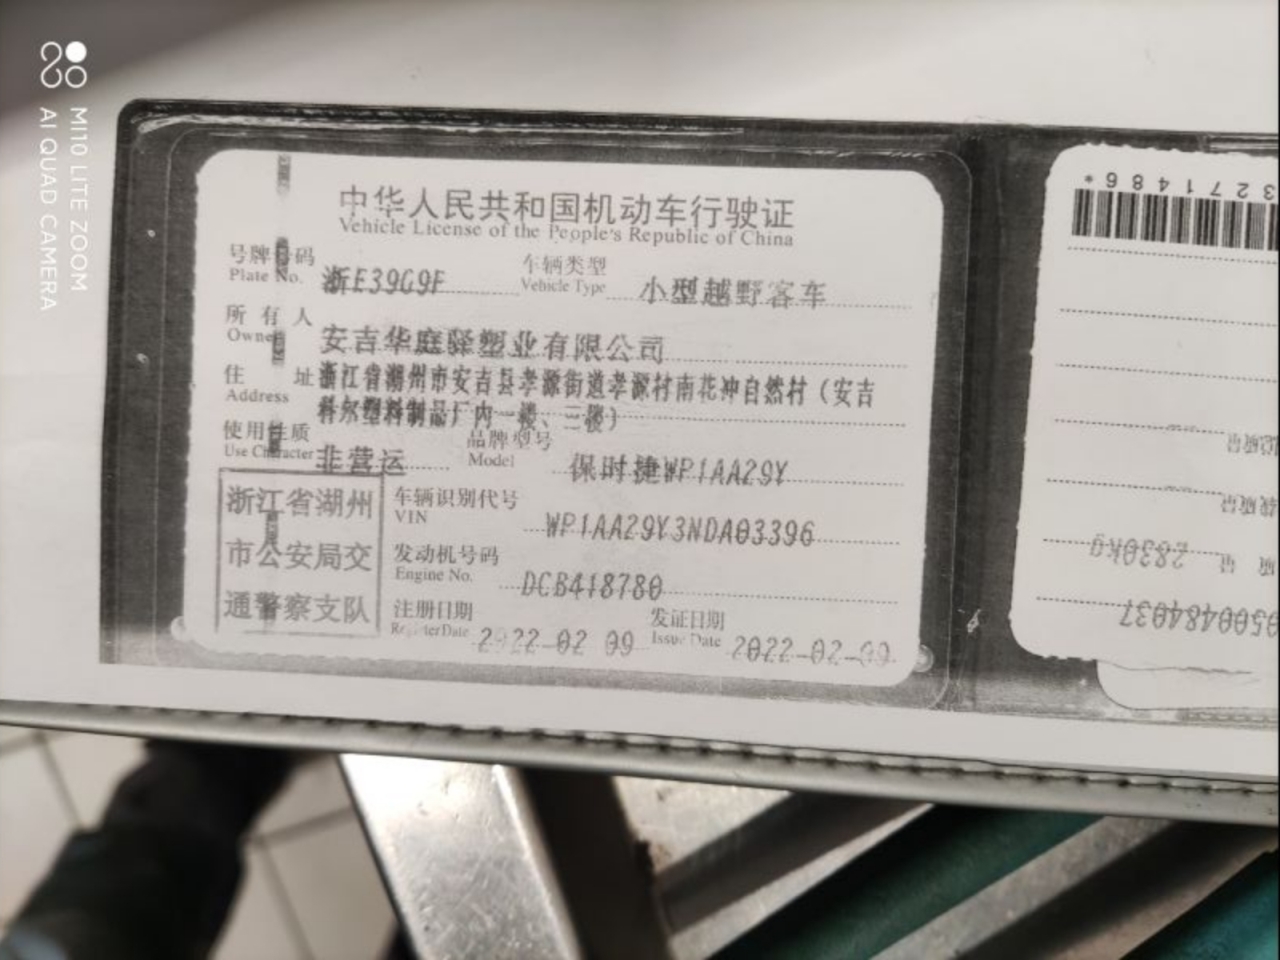 MI10 LITE ZOOM
AI QUAD CAMERA
中华人民共和国机动车行驶证
Vehicle License of the People's Republic of China
号牌号码 浙E39G9F 车辆类型 小型越野客车
Plate No. Vehicle Type
所有人 安吉华庭驿塑业有限公司
Owner
住址 浙江省湖州市安吉县孝源街道孝源村南花冲自然村（安吉
Address 科尔塑料制品厂内一楼、三楼）
使用性质 非营运 品牌型号 保时捷WP1AA29Y
Use Character Model
浙江省湖州
市公安局交
通警察支队
车辆识别代号 WP1AA29Y3NDA03396
VIN
发动机号码 DCB418780
Engine No.
注册日期 2022-02-09 发证日期 2022-02-09
Register Date Issue Date
3271486*
2830kg
0500484037